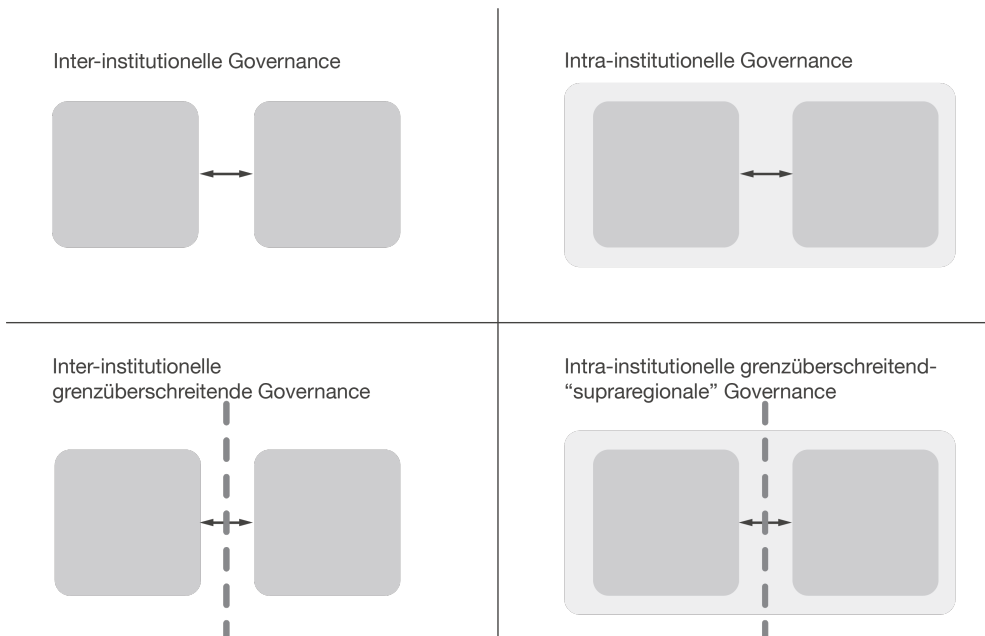 Inter-institutionelle Governance
Intra-institutionelle Governance
Inter-institutionelle
grenzüberschreitende Governance
Intra-institutionelle grenzüberschreitend-
“supraregionale” Governance